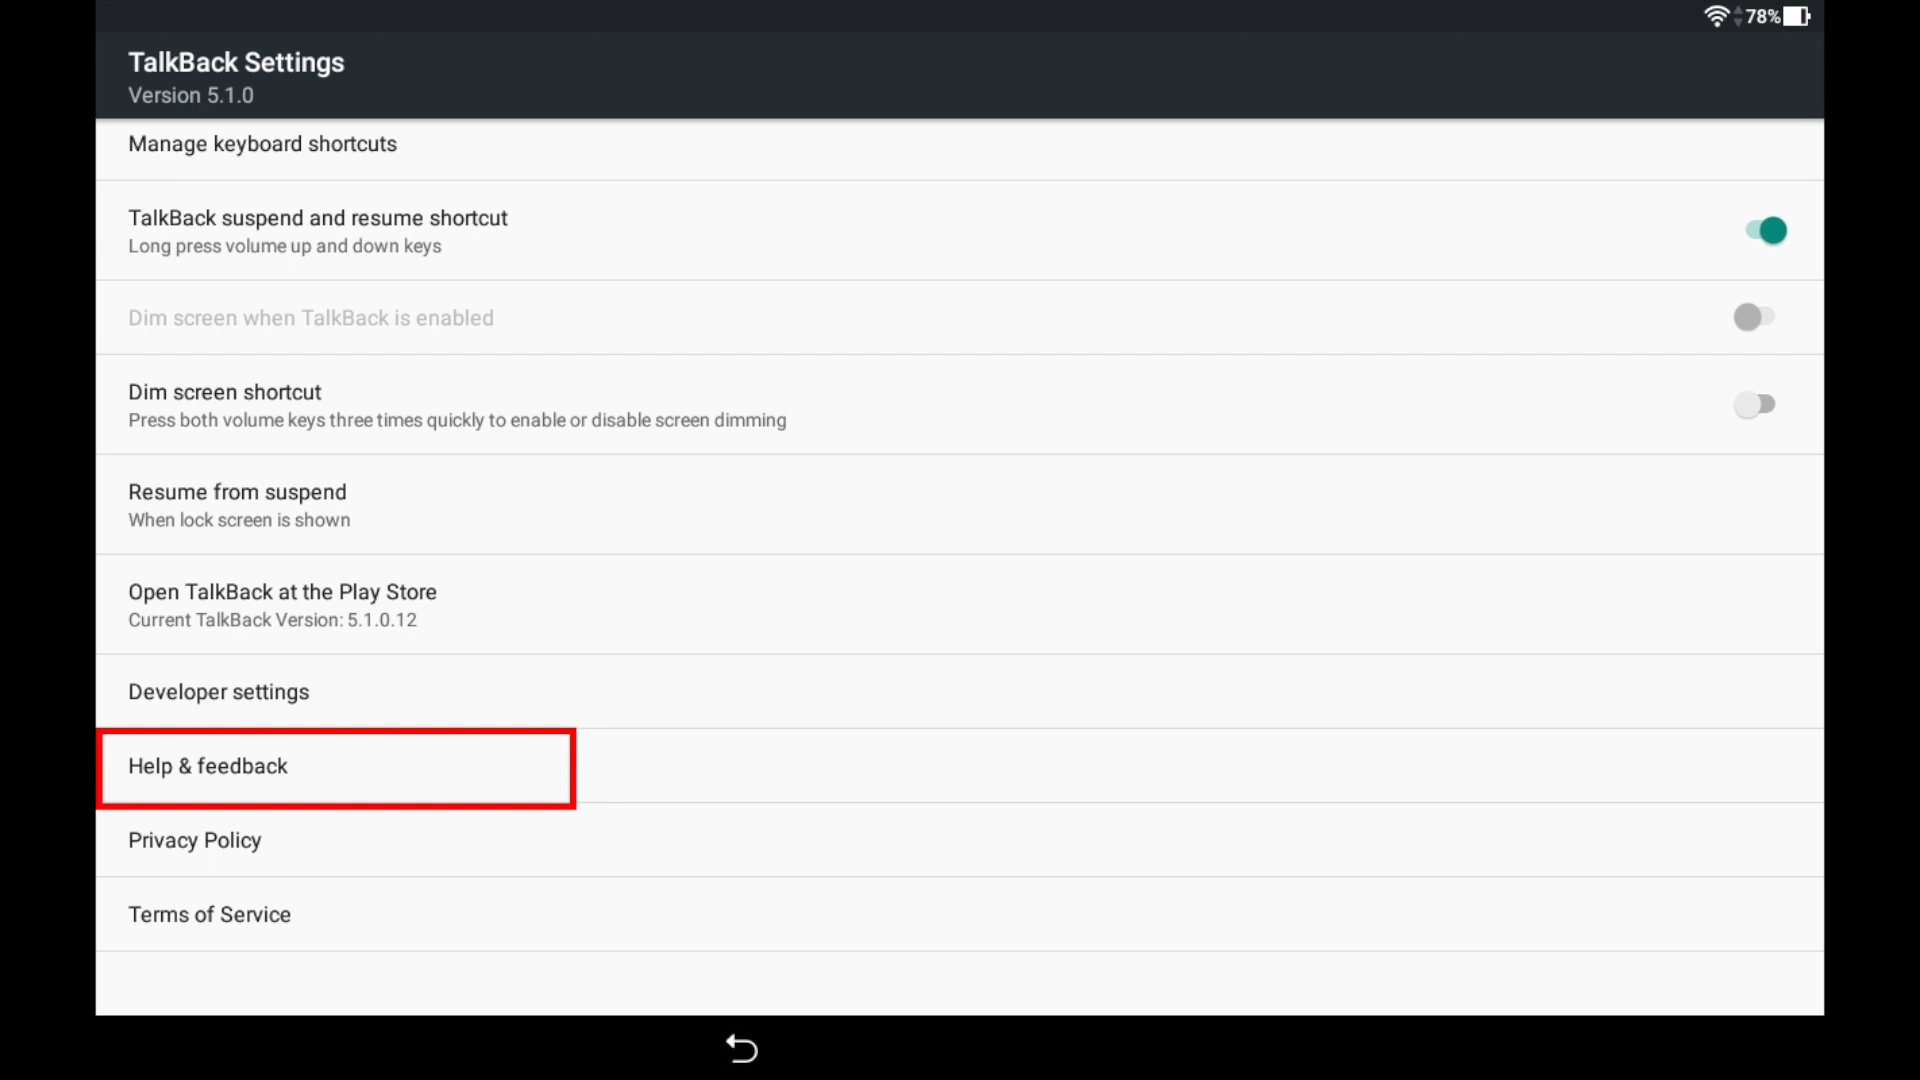 78%
TalkBack Settings
Version 5.1.0
Manage keyboard shortcuts
TalkBack suspend and resume shortcut
Long press volume up and down keys
Dim screen when TalkBack is enabled
Dim screen shortcut
Press both volume keys three times quickly to enable or disable screen dimming
Resume from suspend
When lock screen is shown
Open TalkBack at the Play Store
Current TalkBack Version: 5.1.0.12
Developer settings
Help & feedback
Privacy Policy
Terms of Service